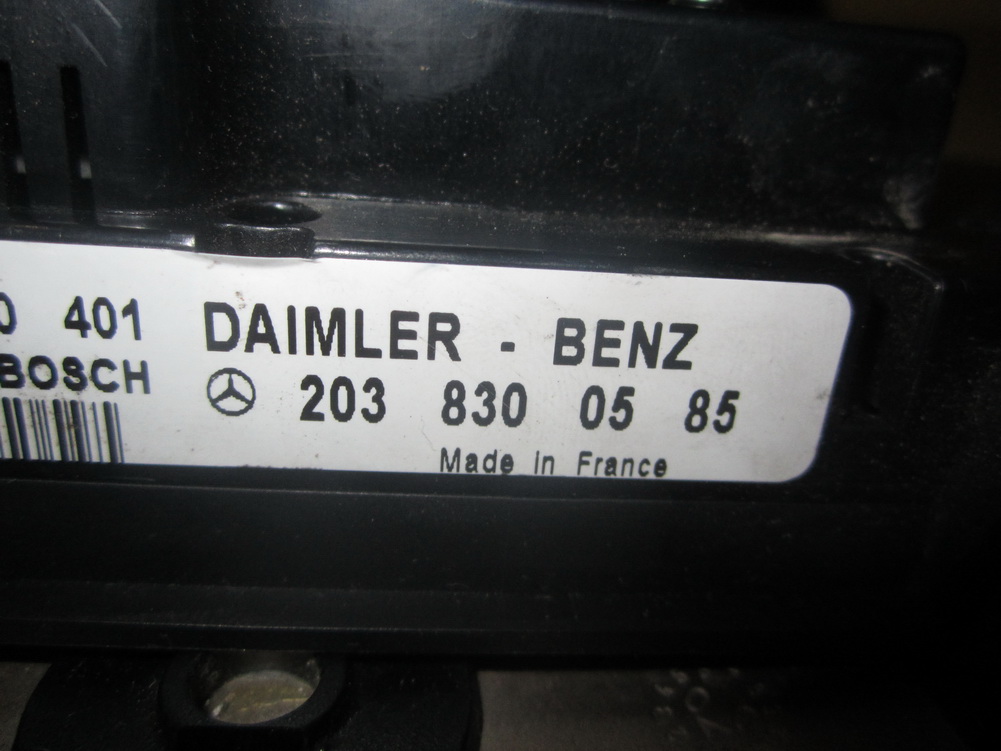 0 401 DAIMLER - BENZ
BOSCH 203 830 05 85
Made in France